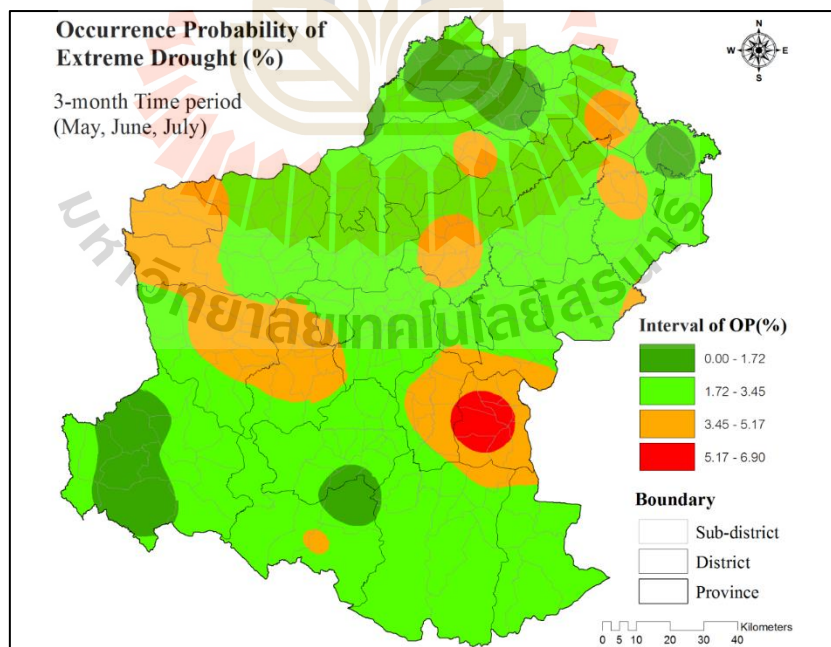 Occurrence Probability of
Extreme Drought (%)
3-month Time period
(May, June, July)
N
W E
S
มหาวิทยาลัยเทคโนโลยีสุรนารี
Interval of OP(%)
0.00 - 1.72
1.72 - 3.45
3.45 - 5.17
5.17 - 6.90
Boundary
Sub-district
District
Province
Kilometers
0 5 10 20 30 40